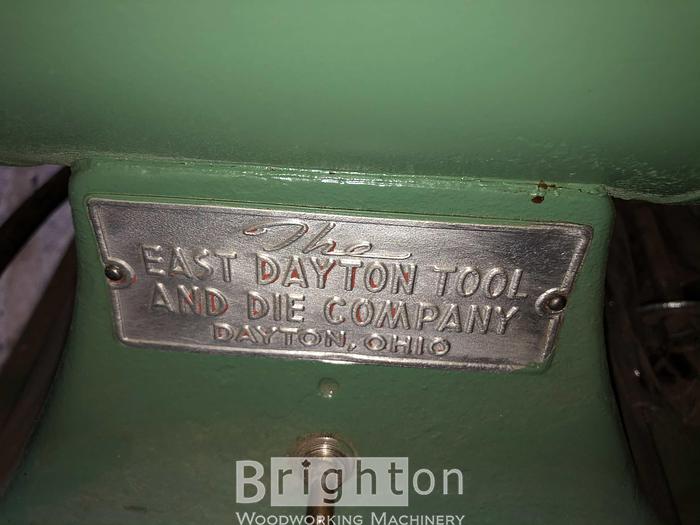 The
EAST DAYTON TOOL
AND DIE COMPANY
DAYTON, OHIO
Brighton
WOODWORKING MACHINERY